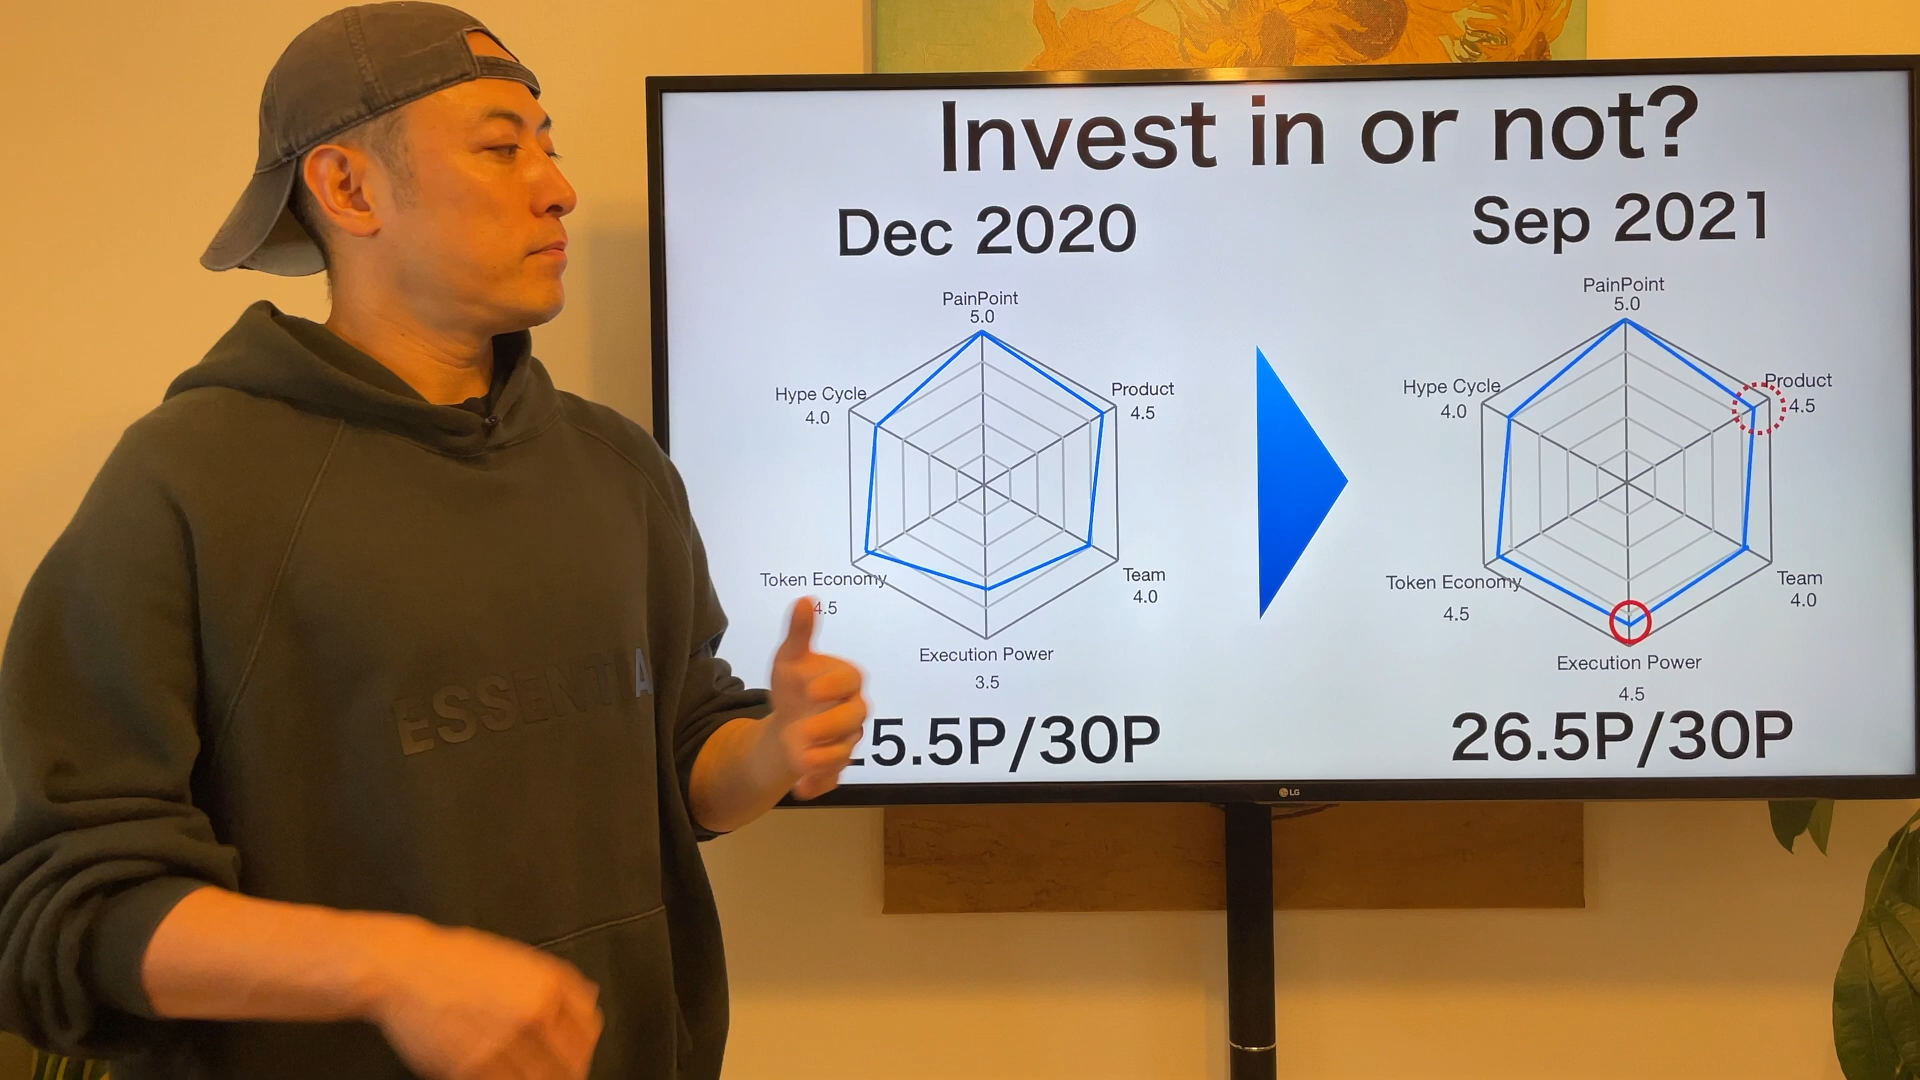 Invest in or not?
Dec 2020
PainPoint
5.0
Product
4.5
Team
4.0
Execution Power
3.5
Token Economy
4.5
Hype Cycle
4.0
5.5P/30P
Sep 2021
PainPoint
5.0
Product
4.5
Team
4.0
Execution Power
4.5
Token Economy
4.5
Hype Cycle
4.0
26.5P/30P
LG
ESSENTIA